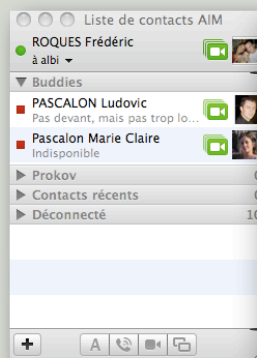 Liste de contacts AIM
ROQUES Frédéric
à albi
Buddies
PASCALON Ludovic
Pas devant, mais pas trop lo...
Pascalon Marie Claire
Indisponible
Prokov
Contacts récents
Déconnecté
A